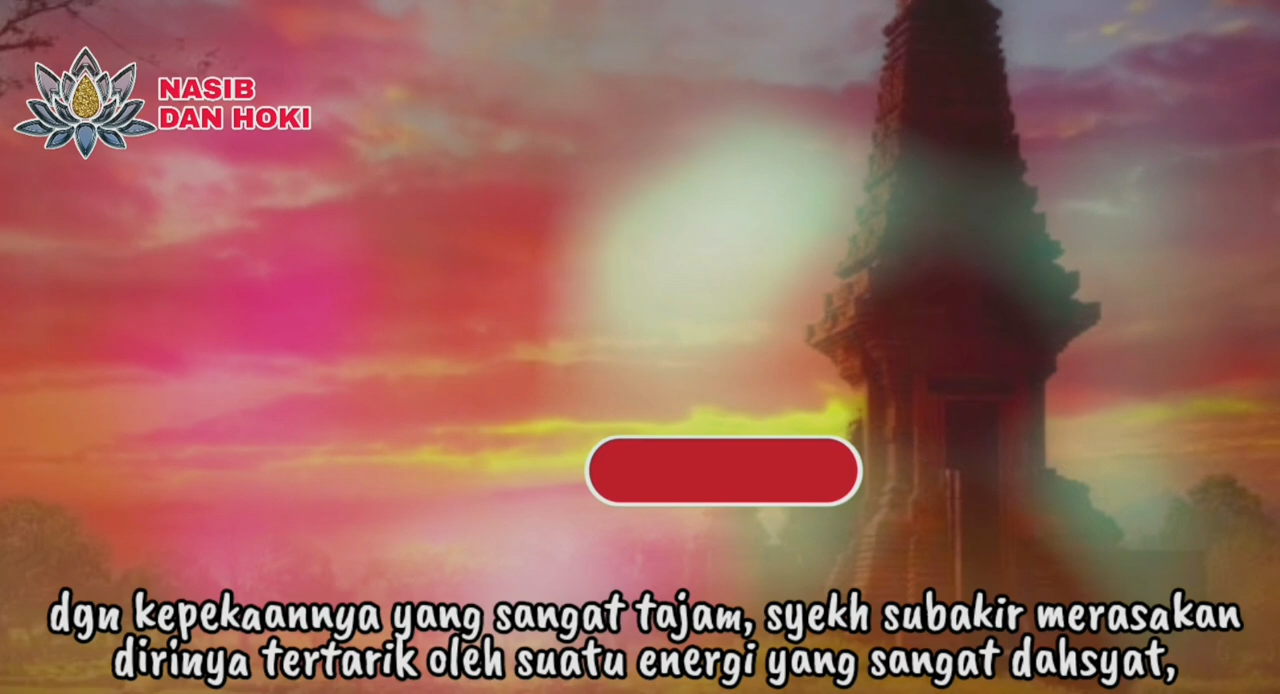 NASIB
DAN HOKI
dgn kepekaannya yang sangat tajam, syekh subakir merasakan
dirinya tertarik oleh suatu energi yang sangat dahsyat,